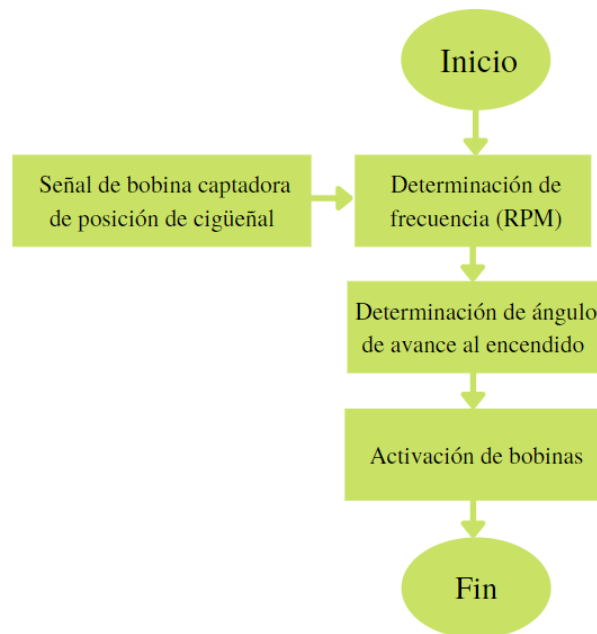 Inicio
Señal de bobina captadora
de posición de cigüeñal
Determinación de
frecuencia (RPM)
Determinación de ángulo
de avance al encendido
Activación de bobinas
Fin